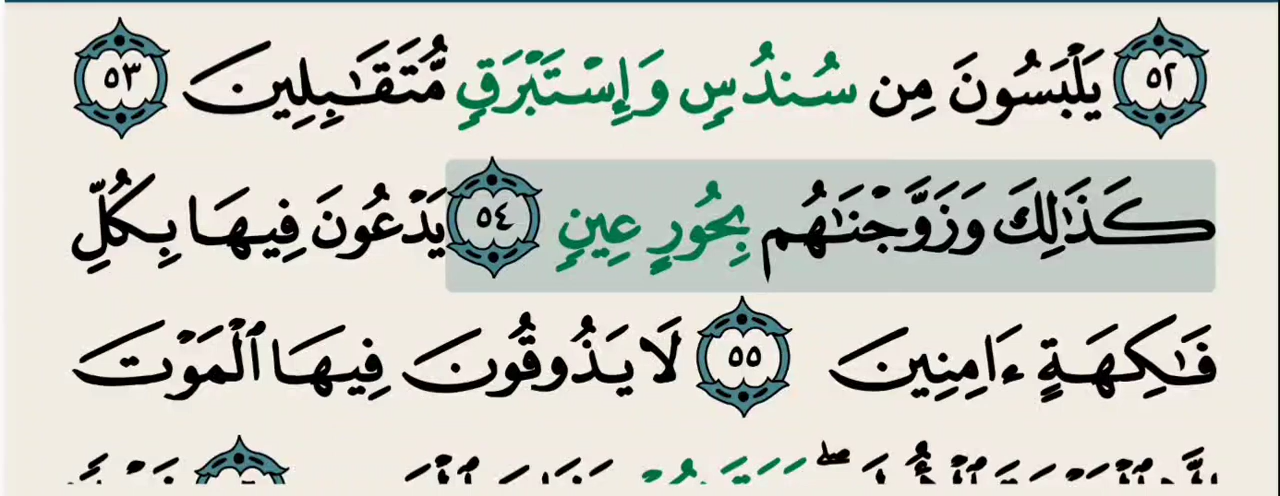 ٥٢ يَلْبَسُونَ مِن سُندُسٍ وَإِسْتَبْرَقٍ مُّتَقَـٰبِلِينَ ٥٣
كَذَٰلِكَ وَزَوَّجْنَـٰهُم بِحُورٍ عِينٍ ٥٤ يَدْعُونَ فِيهَا بِكُلِّ
فَـٰكِهَةٍ ءَامِنِينَ ٥٥ لَا يَذُوقُونَ فِيهَا ٱلْمَوْتَ